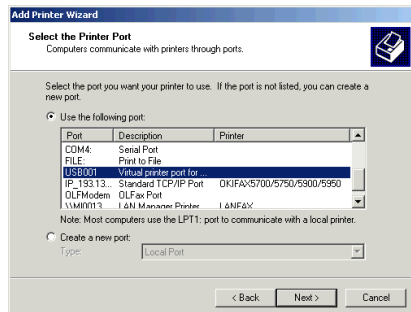 Add Printer Wizard
Select the Printer Port
Computers communicate with printers through ports.
Select the port you want your printer to use. If the port is not listed, you can create a
new port.
Use the following port:
Port Description Printer
COM4: Serial Port
FILE: Print to File
USB001 Virtual printer port for ...
IP_193.13... Standard TCP/IP Port OKIFAX5700/5750/5900/5950
OLFModem OLFax Port
\\MI0013 LAN Manager Printer LANFAX
Note: Most computers use the LPT1: port to communicate with a local printer.
Create a new port:
Type: Local Port
< Back Next > Cancel